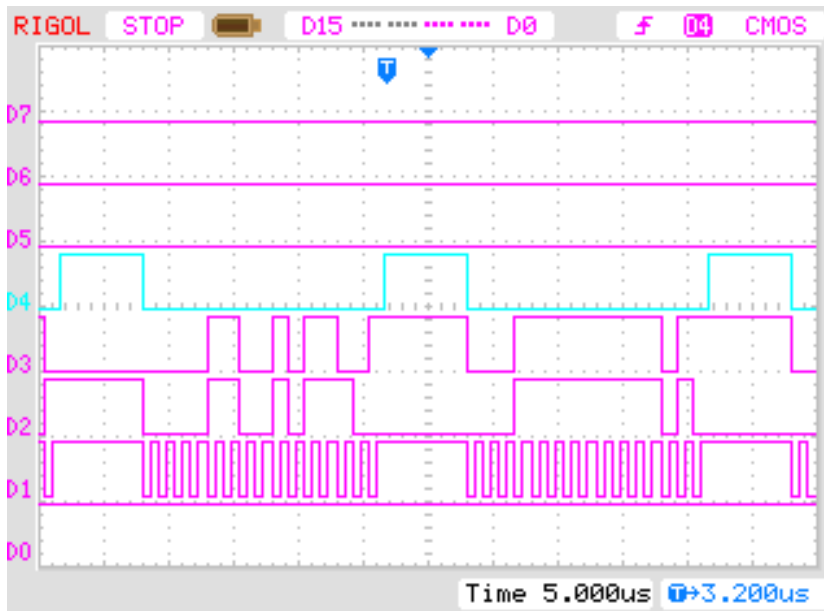 RIGOL STOP D15 D0 D4 CMOS
T
D7
D6
D5
D4
D3
D2
D1
D0
Time 5.000us T→3.200us